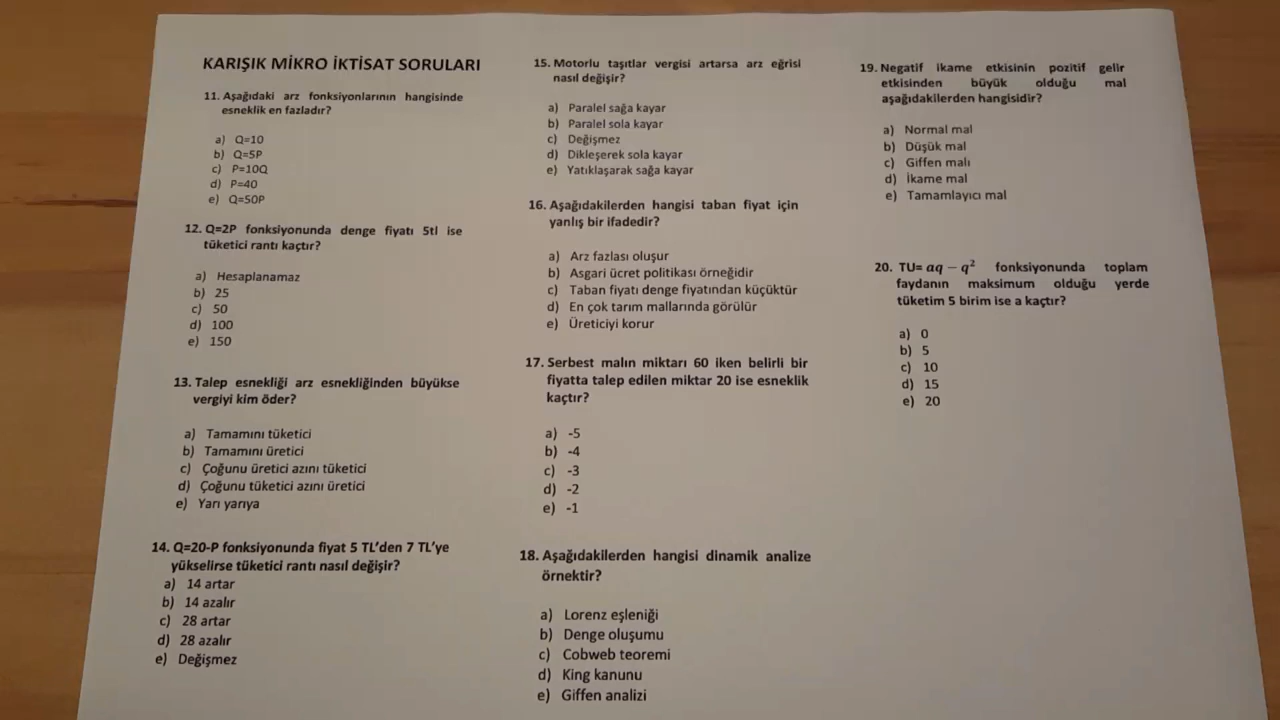 KARIŞIK MİKRO İKTİSAT SORULARI
11. Aşağıdaki arz fonksiyonlarının hangisinde
esneklik en fazladır?
a) Q=10
b) Q=5P
c) P=10Q
d) P=40
e) Q=50P
12. Q=2P fonksiyonunda denge fiyatı 5tl ise
tüketici rantı kaçtır?
a) Hesaplanamaz
b) 25
c) 50
d) 100
e) 150
13. Talep esnekliği arz esnekliğinden büyükse
vergiyi kim öder?
a) Tamamını tüketici
b) Tamamını üretici
c) Çoğunu üretici azını tüketici
d) Çoğunu tüketici azını üretici
e) Yarı yarıya
14. Q=20-P fonksiyonunda fiyat 5 TL'den 7 TL'ye
yükselirse tüketici rantı nasıl değişir?
a) 14 artar
b) 14 azalır
c) 28 artar
d) 28 azalır
e) Değişmez
15. Motorlu taşıtlar vergisi artarsa arz eğrisi
nasıl değişir?
a) Paralel sağa kayar
b) Paralel sola kayar
c) Değişmez
d) Dikleşerek sola kayar
e) Yatıklaşarak sağa kayar
16. Aşağıdakilerden hangisi taban fiyat için
yanlış bir ifadedir?
a) Arz fazlası oluşur
b) Asgari ücret politikası örneğidir
c) Taban fiyatı denge fiyatından küçüktür
d) En çok tarım mallarında görülür
e) Üreticiyi korur
17. Serbest malın miktarı 60 iken belirli bir
fiyatta talep edilen miktar 20 ise esneklik
kaçtır?
a) -5
b) -4
c) -3
d) -2
e) -1
18. Aşağıdakilerden hangisi dinamik analize
örnektir?
a) Lorenz eşleniği
b) Denge oluşumu
c) Cobweb teoremi
d) King kanunu
e) Giffen analizi
19. Negatif ikame etkisinin pozitif gelir
etkisinden büyük olduğu mal
aşağıdakilerden hangisidir?
a) Normal mal
b) Düşük mal
c) Giffen malı
d) İkame mal
e) Tamamlayıcı mal
20. TU= aq − q² fonksiyonunda toplam
faydanın maksimum olduğu yerde
tüketim 5 birim ise a kaçtır?
a) 0
b) 5
c) 10
d) 15
e) 20